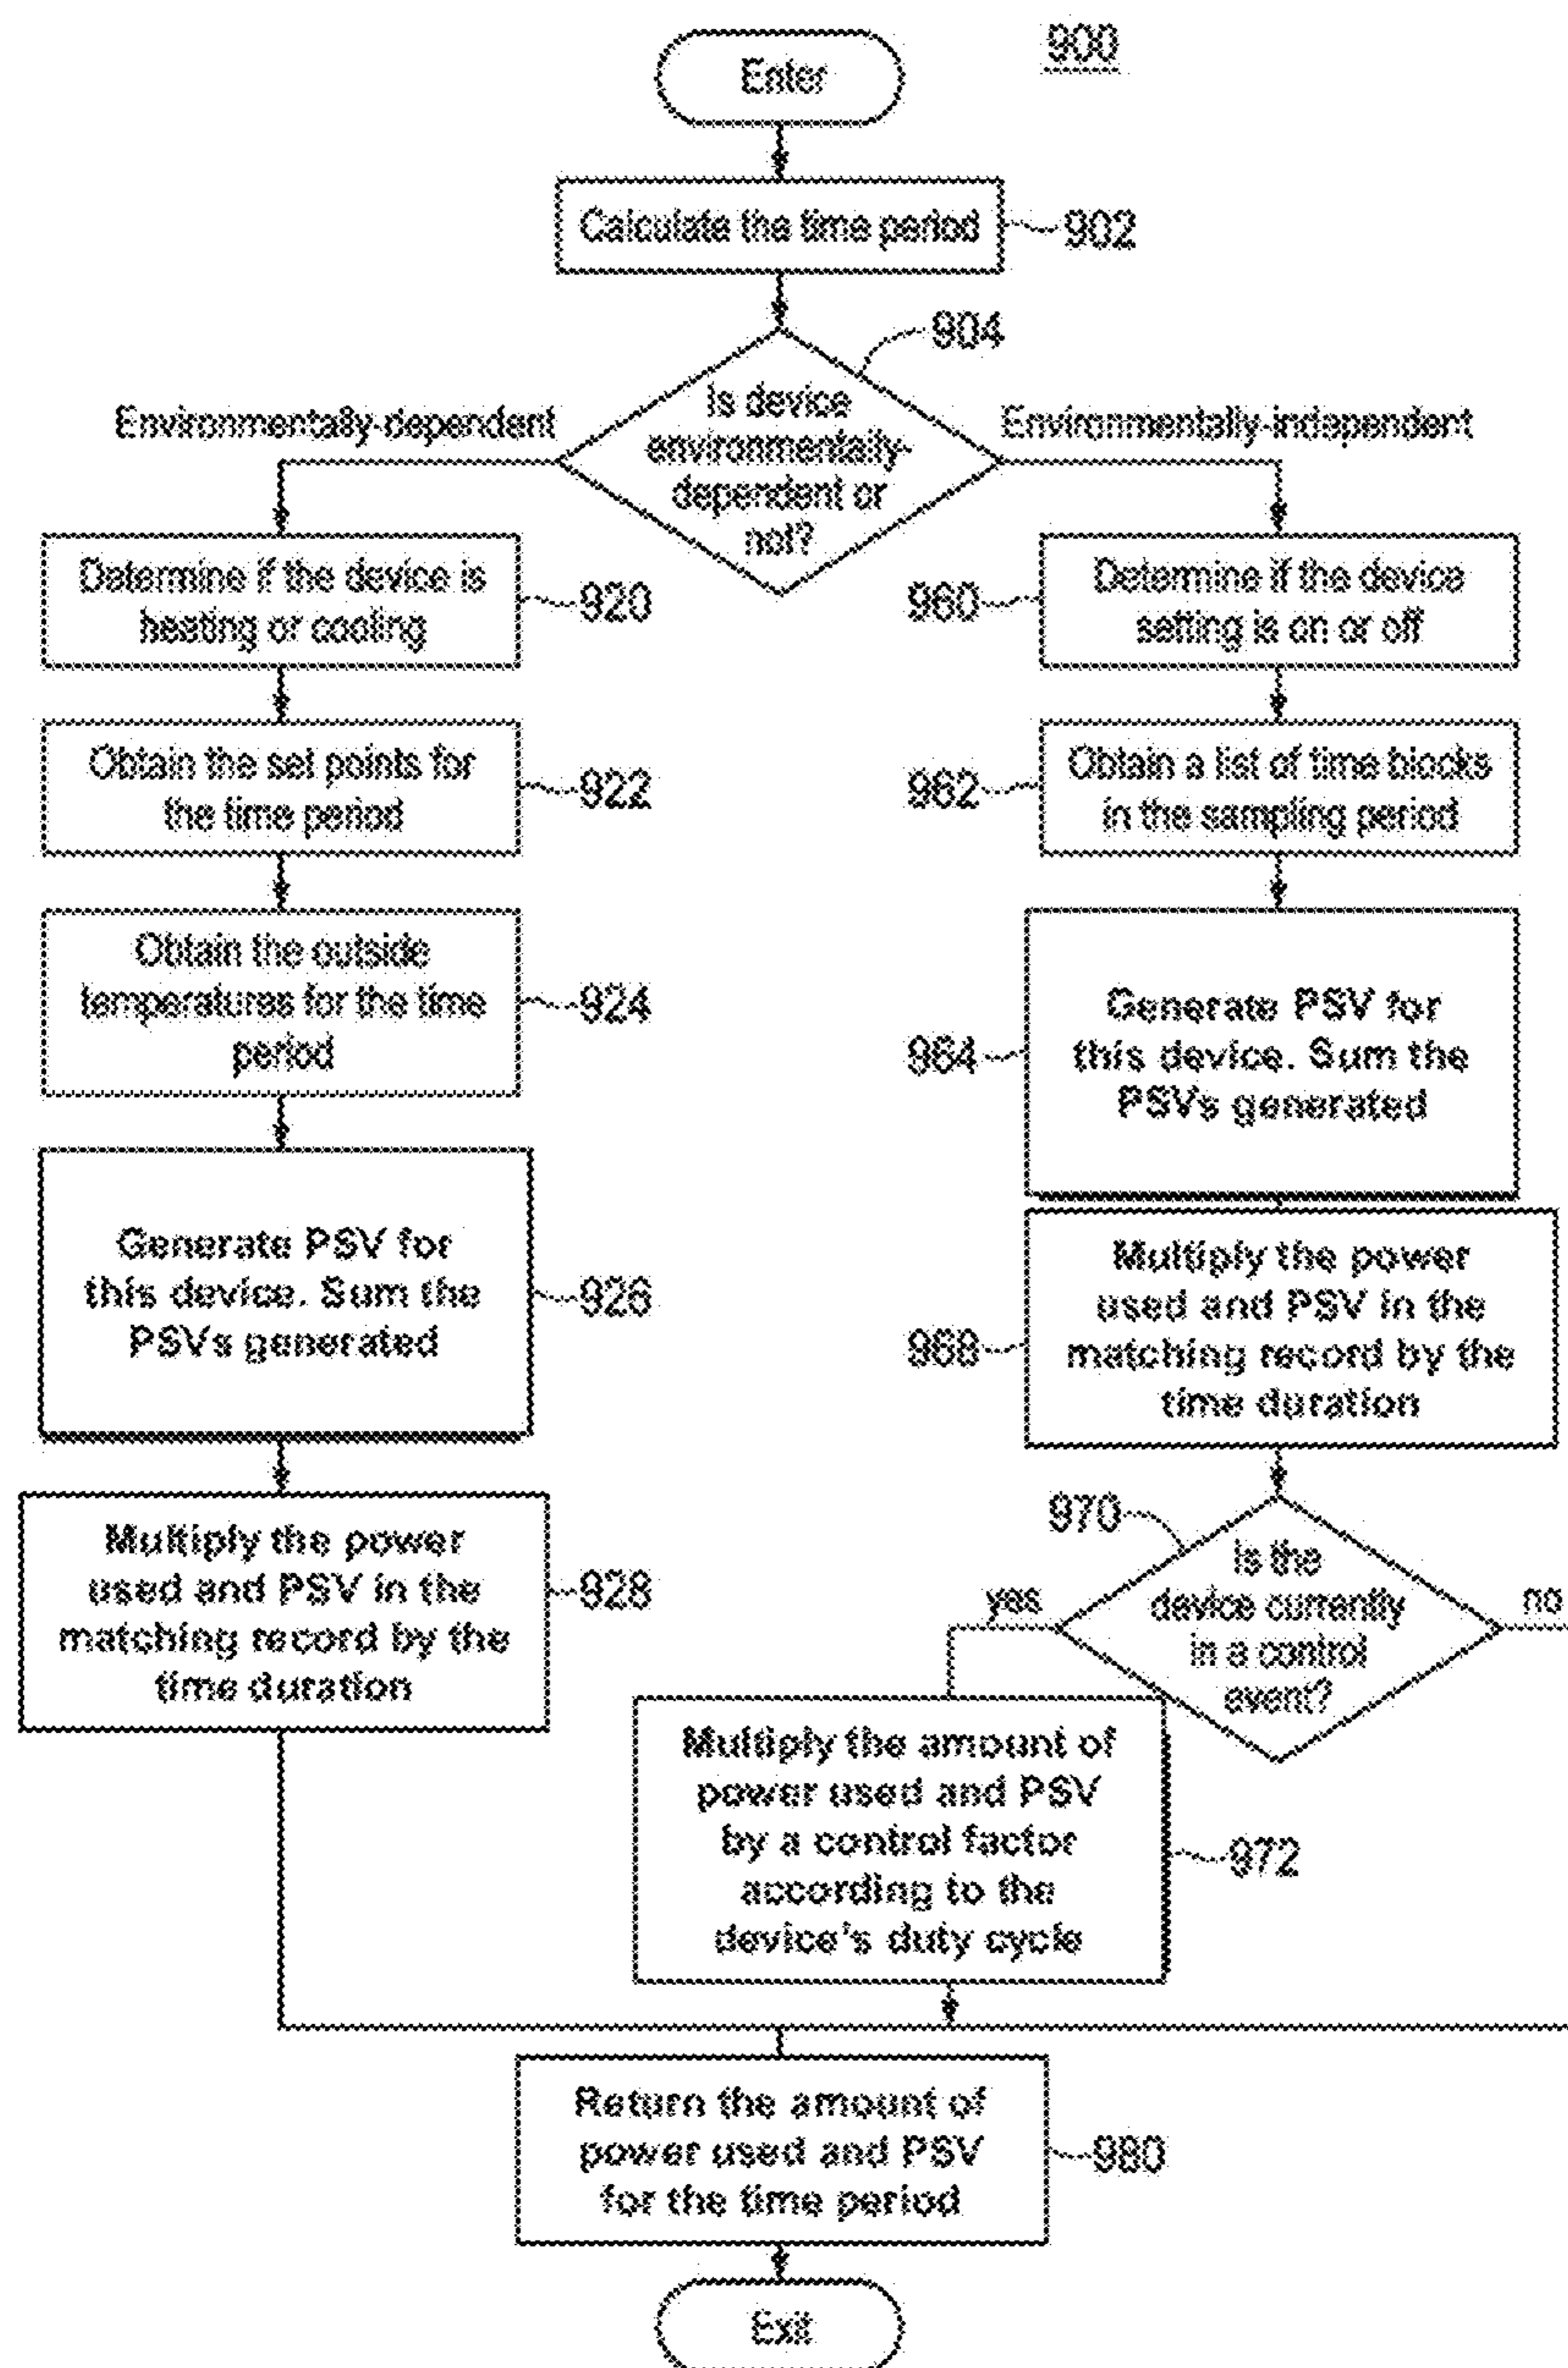 900
Enter
Calculate the time period
902
904
Is device
environmentally-
dependent or
not?
Environmentally-dependent
Environmentally-independent
Determine if the device is
heating or cooling
920
960
Determine if the device
setting is on or off
Obtain the set points for
the time period
922
962
Obtain a list of time blocks
in the sampling period
Obtain the outside
temperatures for the time
period
924
964
Generate PSV for
this device. Sum the
PSVs generated
Generate PSV for
this device. Sum the
PSVs generated
926
Multiply the power
used and PSV in the
matching record by the
time duration
Multiply the power
used and PSV in the
matching record by the
time duration
928
970
Is the
device currently
in a control
event?
yes
no
Multiply the amount of
power used and PSV
by a control factor
according to the
device's duty cycle
972
Return the amount of
power used and PSV
for the time period
980
Exit